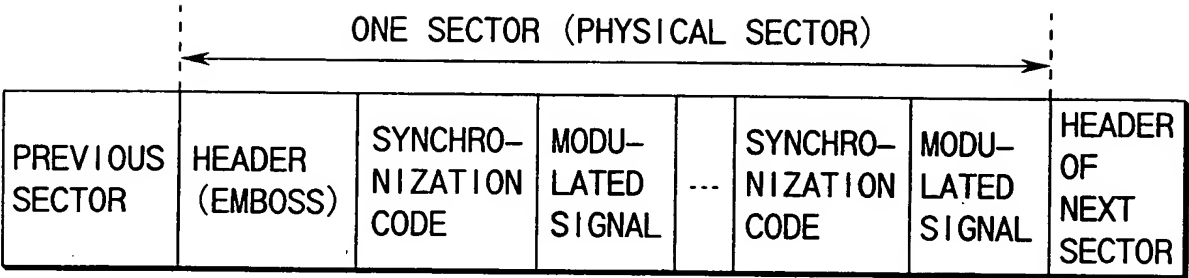 ONE SECTOR (PHYSICAL SECTOR)
PREVIOUS
SECTOR
HEADER
(EMBOSS)
SYNCHRO-
NIZATION
CODE
MODU-
LATED
SIGNAL
...
SYNCHRO-
NIZATION
CODE
MODU-
LATED
SIGNAL
HEADER
OF
NEXT
SECTOR